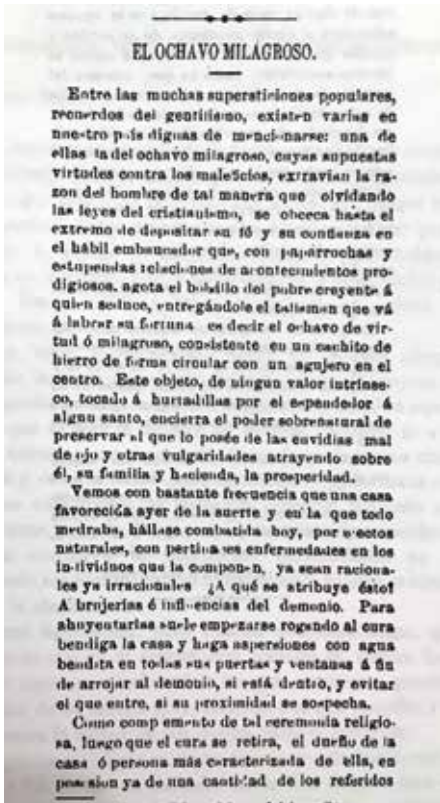 EL OCHAVO MILAGROSO.
Entre las muchas supersticiones populares,
recuerdos del gentilismo, existen varias en
nuestro país dignas de mencionarse: una de
ellas la del ochavo milagroso, cuyas supuestas
virtudes contra los maleficios, extravian la ra-
zon del hombre de tal manera que olvidando
las leyes del cristianismo, se obceca hasta el
extremo de depositar su fó y su confianza en
el hábil embaucador que, con paparrochas y
estupendas relaciones de acontecimientos pro-
digiosos, agota el bolsillo del pobre creyente á
quien seduce, entregándole el talisman que vá
á labrar su fortuna es decir el ochavo de vir-
tud ó milagroso, consistente en un cachito de
hierro de forma circular con un agujero en el
centro. Este objeto, de ningun valor intrínse-
co, tocado á hurtadillas por el expendedor á
algun santo, encierra el poder sobrenatural de
preservar al que lo posée de las envidias mal
de ojo y otras vulgaridades atrayendo sobre
él, su familia y hacienda, la prosperidad.
Vemos con bastante frecuencia que una casa
favorecida ayer de la suerte y en la que todo
medraba, hállase combatida hoy, por efectos
naturales, con pertinaces enfermedades en los
individuos que la componen, ya sean raciona-
les ya irracionales ¿A qué se atribuye ésto?
A brujerías é influencias del demonio. Para
ahuyentarlas suele empezarse rogando al cura
bendiga la casa y haga aspersiones con agua
bendita en todas sus puertas y ventanas á fin
de arrojar al demonio, si está dentro, y evitar
el que entre, si su proximidad se sospecha.
Como comp emento de tal ceremonia religio-
sa, luego que el cura se retira, el dueño de la
casa ó persona más caracterizada de ella, en
posesion ya de una cantidad de los referidos